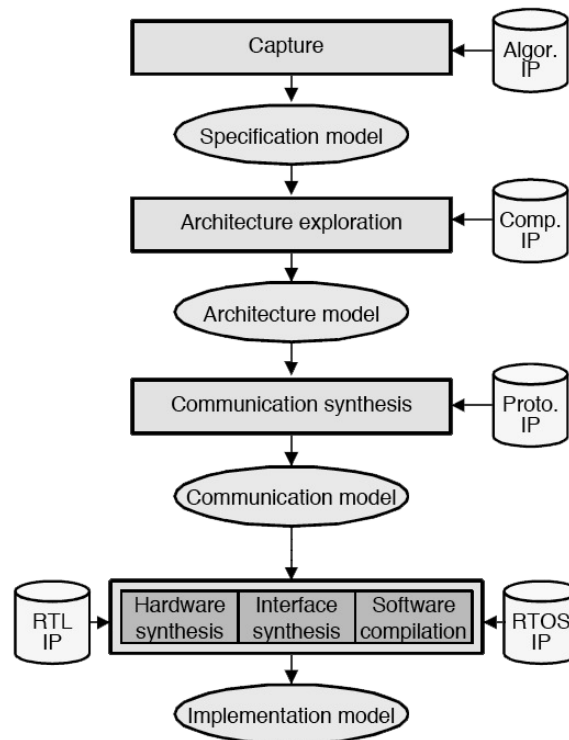 Capture
Algor.
IP
Specification model
Architecture exploration
Comp.
IP
Architecture model
Communication synthesis
Proto.
IP
Communication model
RTL
IP
Hardware
synthesis
Interface
synthesis
Software
compilation
RTOS
IP
Implementation model